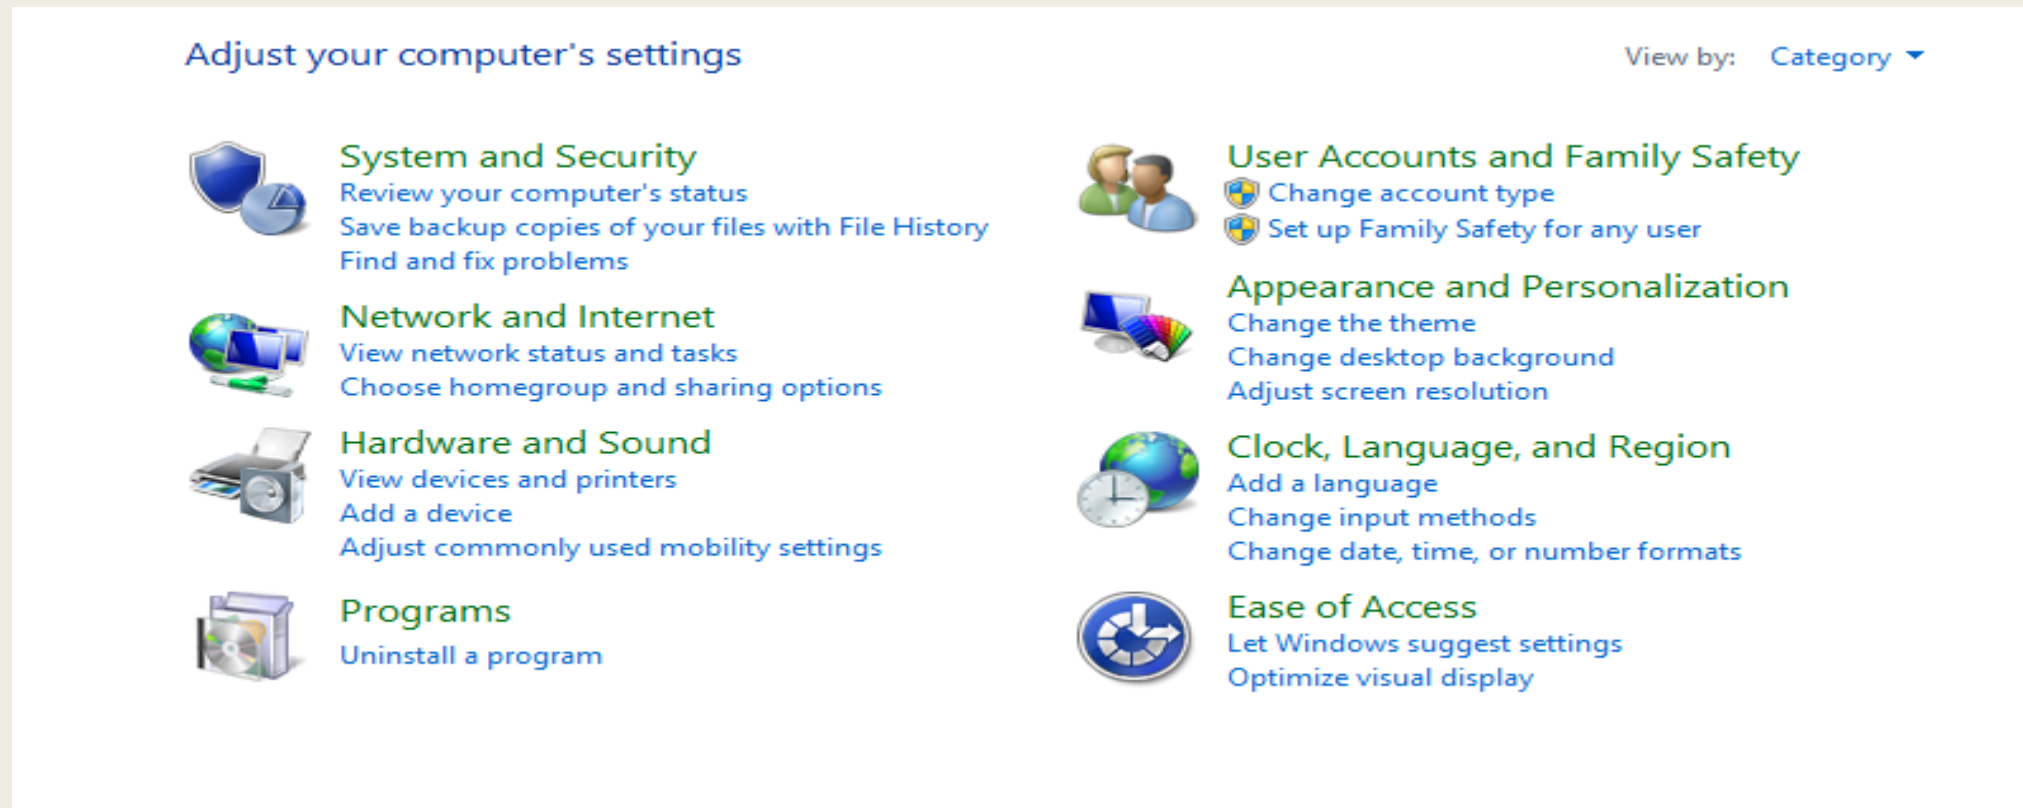 Adjust your computer's settings
View by: Category
System and Security
Review your computer's status
Save backup copies of your files with File History
Find and fix problems
Network and Internet
View network status and tasks
Choose homegroup and sharing options
Hardware and Sound
View devices and printers
Add a device
Adjust commonly used mobility settings
Programs
Uninstall a program
User Accounts and Family Safety
Change account type
Set up Family Safety for any user
Appearance and Personalization
Change the theme
Change desktop background
Adjust screen resolution
Clock, Language, and Region
Add a language
Change input methods
Change date, time, or number formats
Ease of Access
Let Windows suggest settings
Optimize visual display